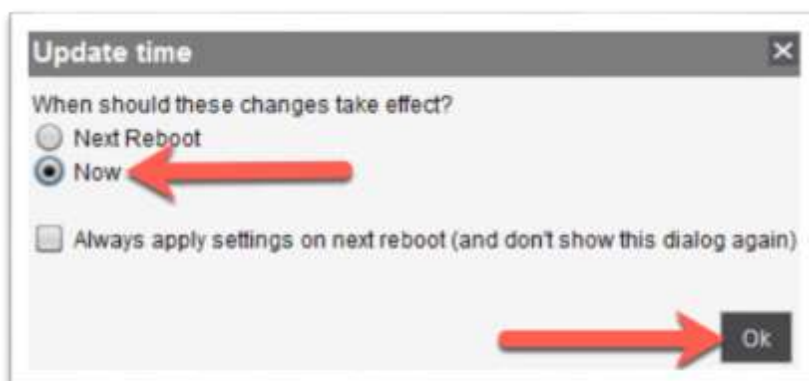 Update time
When should these changes take effect?
Next Reboot
Now
Always apply settings on next reboot (and don't show this dialog again)
Ok